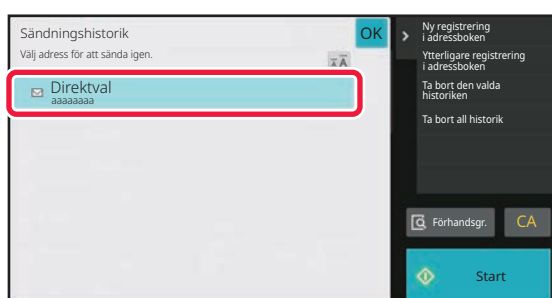 Sändningshistorik
OK
Välj adress för att sända igen.
Direktval
aaaaaaaa
Ny registrering
i adressboken
Ytterligare registrering
i adressboken
Ta bort den valda
historiken
Ta bort all historik
Förhandsgr.
CA
Start